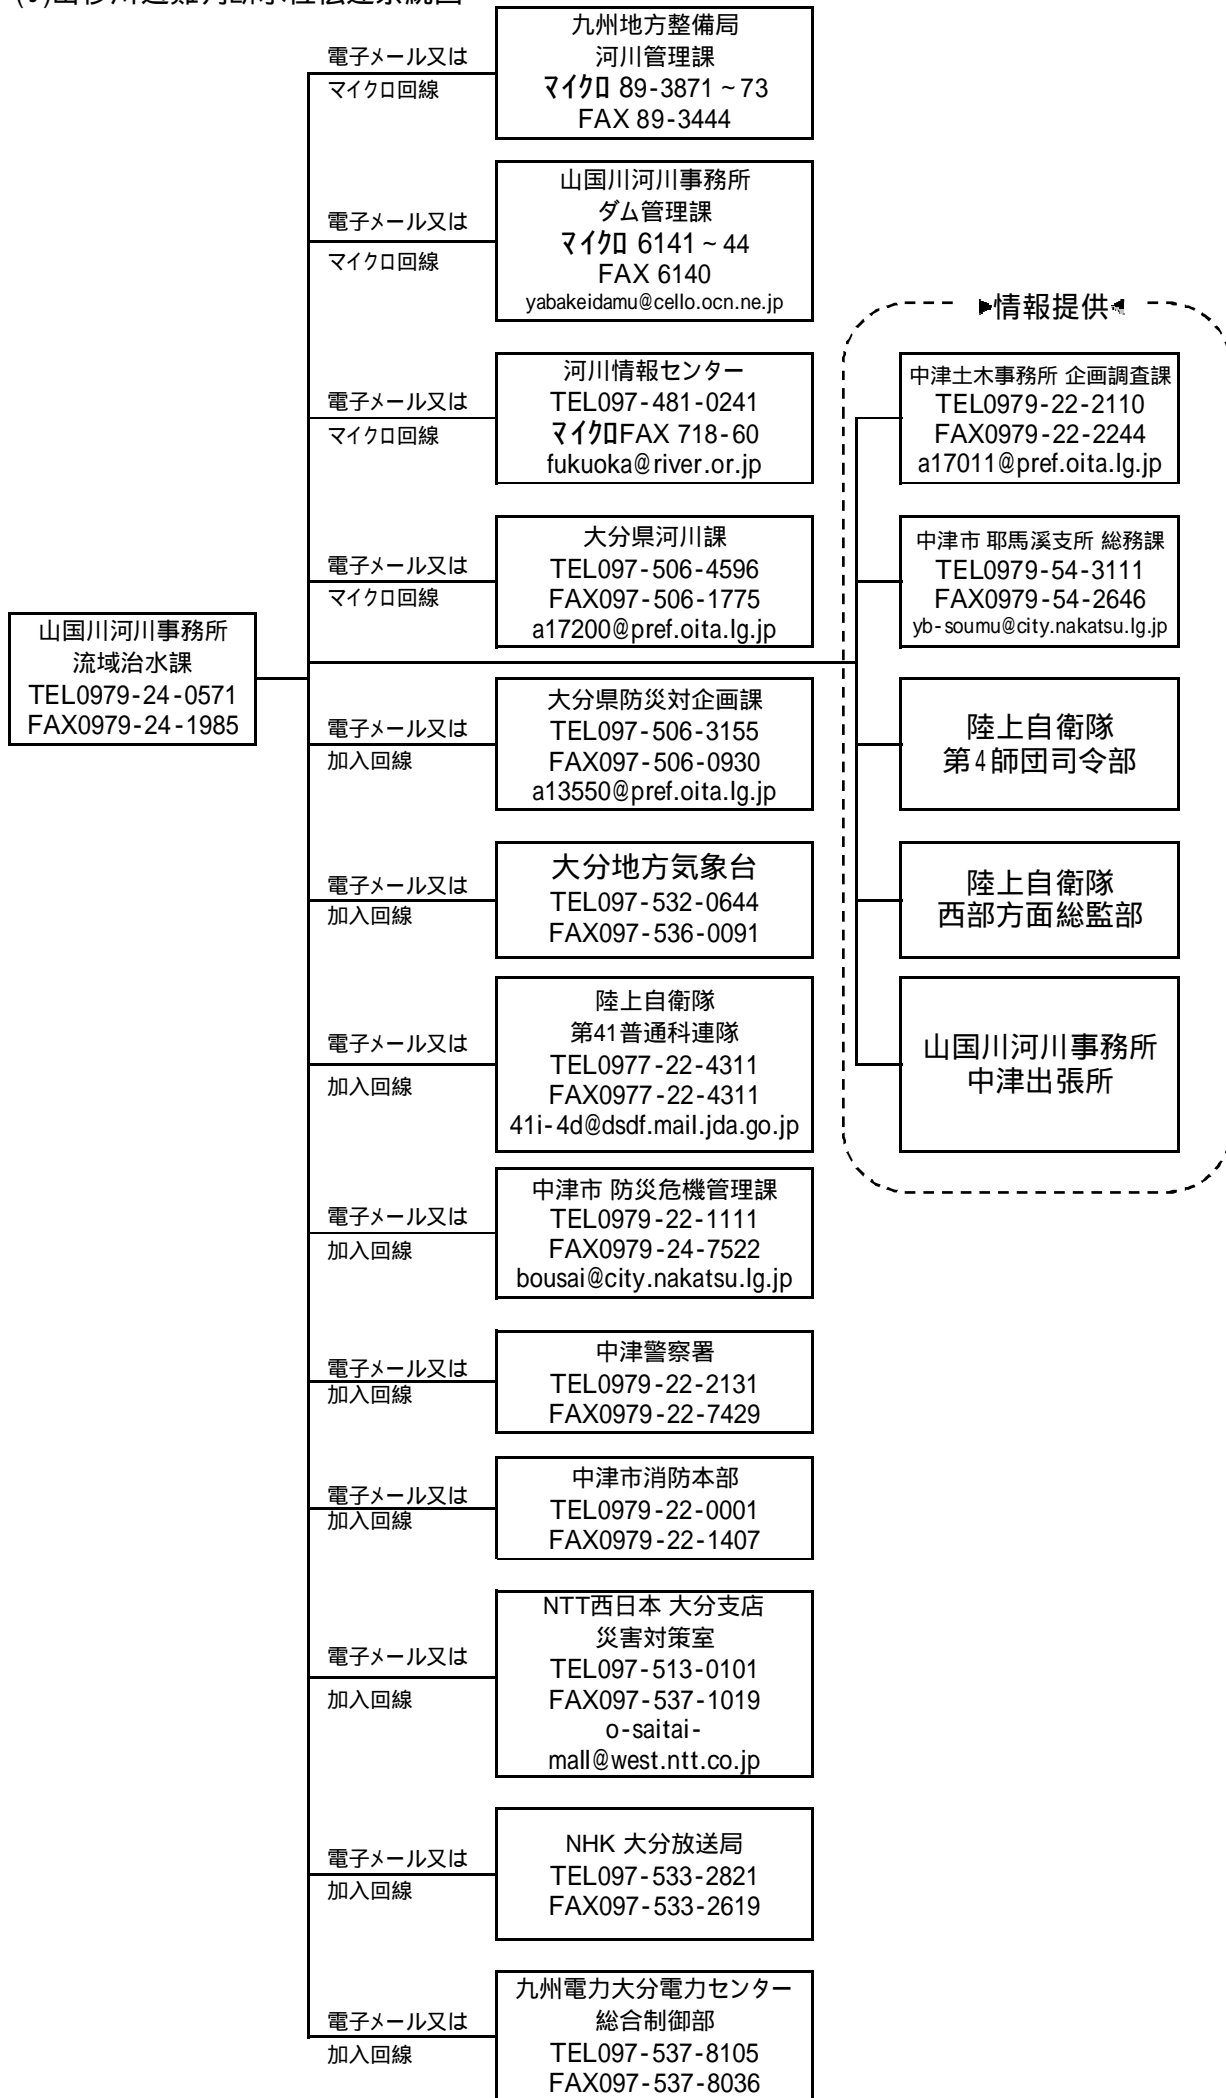 電子メール又は
マイクロ回線
九州地方整備局
河川管理課
マイクロ 89-3871 ~ 73
FAX 89-3444
電子メール又は
マイクロ回線
山国川河川事務所
ダム管理課
マイクロ 6141 ~ 44
FAX 6140
yabakeidamu@cello.ocn.ne.jp
電子メール又は
マイクロ回線
河川情報センター
TEL097-481-0241
マイクロFAX 718-60
fukuoka@river.or.jp
電子メール又は
マイクロ回線
大分県河川課
TEL097-506-4596
FAX097-506-1775
a17200@pref.oita.lg.jp
山国川河川事務所
流域治水課
TEL0979-24-0571
FAX0979-24-1985
電子メール又は
加入回線
大分県防災対企画課
TEL097-506-3155
FAX097-506-0930
a13550@pref.oita.lg.jp
電子メール又は
加入回線
大分地方気象台
TEL097-532-0644
FAX097-536-0091
電子メール又は
加入回線
陸上自衛隊
第41普通科連隊
TEL0977-22-4311
FAX0977-22-4311
41i-4d@dsdf.mail.jda.go.jp
電子メール又は
加入回線
中津市 防災危機管理課
TEL0979-22-1111
FAX0979-24-7522
bousai@city.nakatsu.lg.jp
電子メール又は
加入回線
中津警察署
TEL0979-22-2131
FAX0979-22-7429
電子メール又は
加入回線
中津市消防本部
TEL0979-22-0001
FAX0979-22-1407
電子メール又は
加入回線
NTT西日本 大分支店
災害対策室
TEL097-513-0101
FAX097-537-1019
o-saitai-
mall@west.ntt.co.jp
電子メール又は
加入回線
NHK 大分放送局
TEL097-533-2821
FAX097-533-2619
電子メール又は
加入回線
九州電力大分電力センター
総合制御部
TEL097-537-8105
FAX097-537-8036
情報提供
中津土木事務所 企画調査課
TEL0979-22-2110
FAX0979-22-2244
a17011@pref.oita.lg.jp
中津市 耶馬溪支所 総務課
TEL0979-54-3111
FAX0979-54-2646
yb-soumu@city.nakatsu.lg.jp
陸上自衛隊
第4師団司令部
陸上自衛隊
西部方面総監部
山国川河川事務所
中津出張所